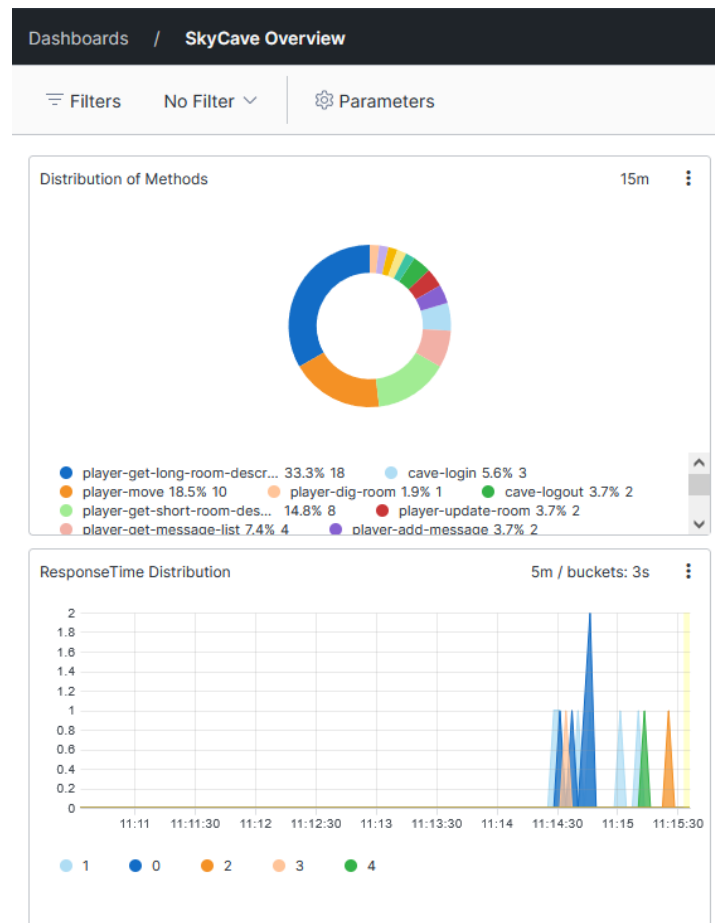 Dashboards / SkyCave Overview
Filters No Filter Parameters
Distribution of Methods 15m
player-get-long-room-descr... 33.3% 18 cave-login 5.6% 3
player-move 18.5% 10 player-dig-room 1.9% 1 cave-logout 3.7% 2
player-get-short-room-des... 14.8% 8 player-update-room 3.7% 2
player-get-message-list 7.4% 4 player-add-message 3.7% 2
ResponseTime Distribution 5m / buckets: 3s
2
1.8
1.6
1.4
1.2
1
0.8
0.6
0.4
0.2
0
11:11 11:11:30 11:12 11:12:30 11:13 11:13:30 11:14 11:14:30 11:15 11:15:30
1 0 2 3 4